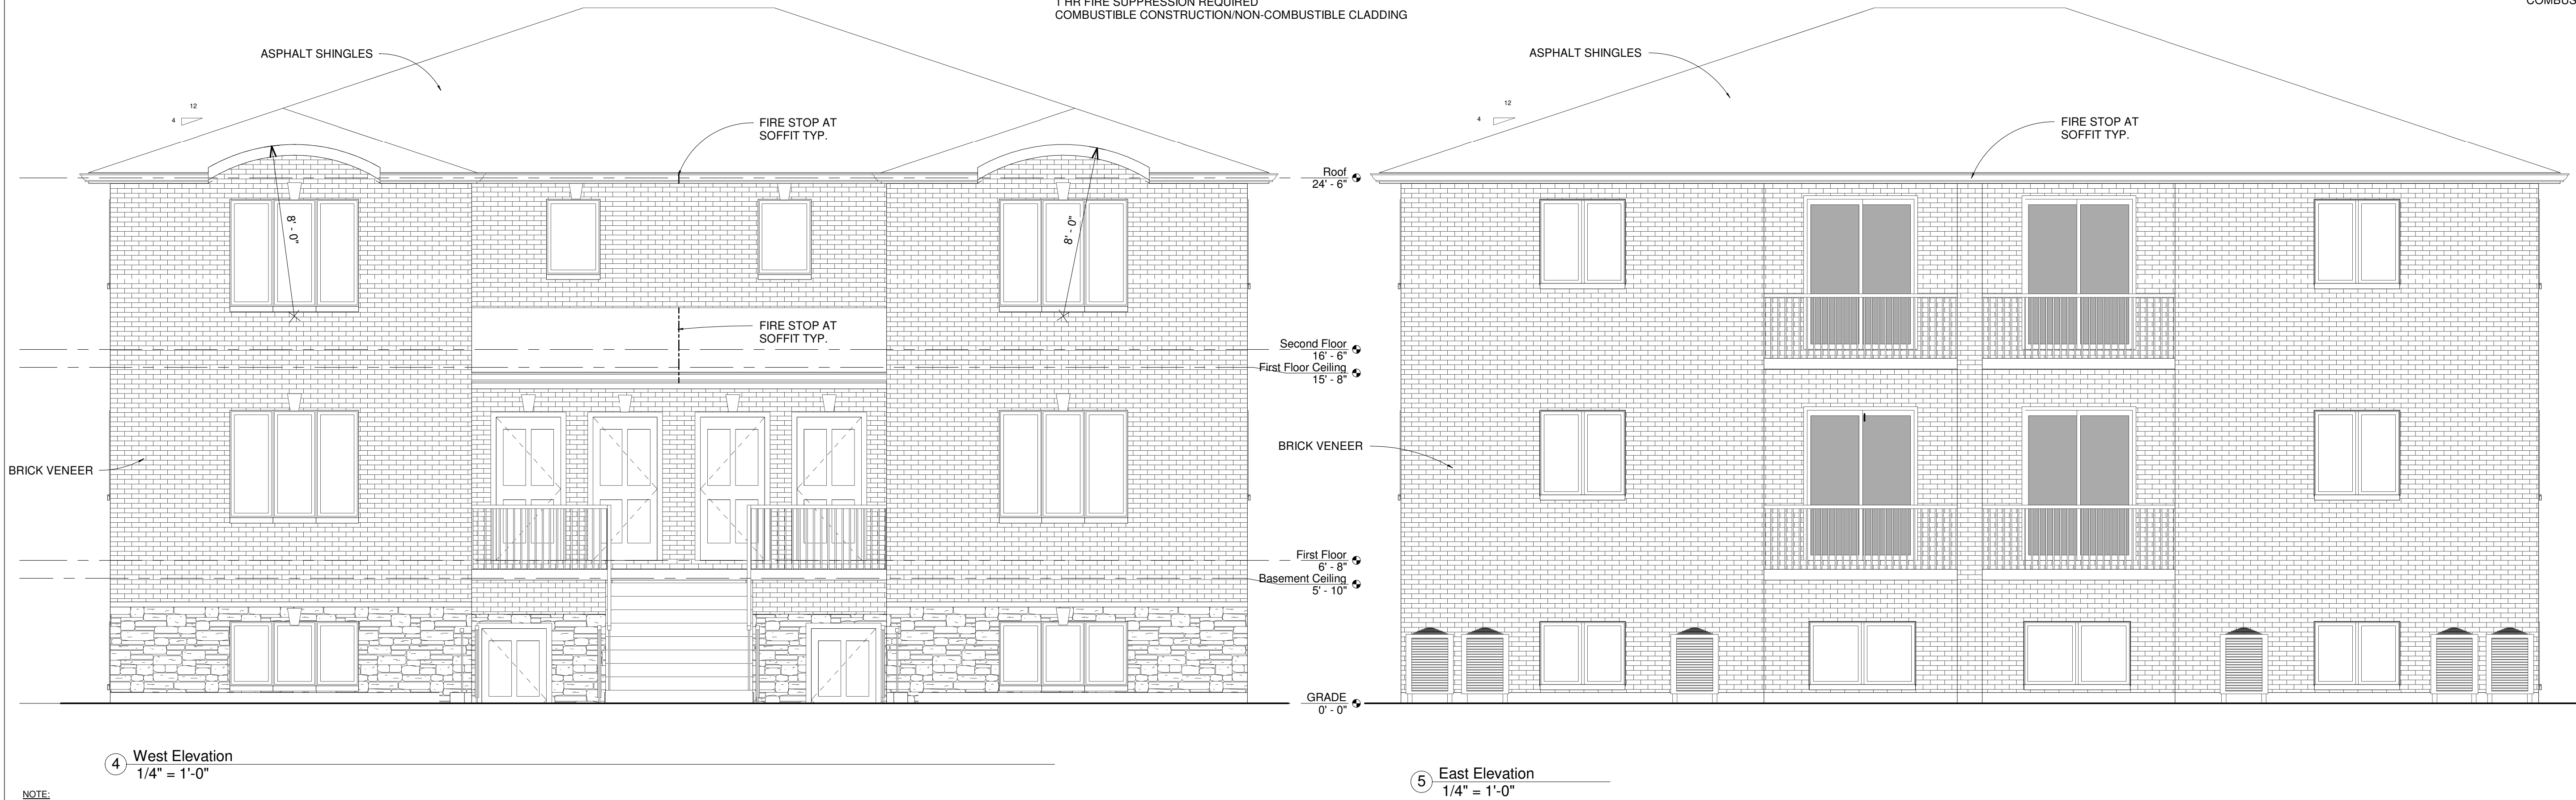 1 HR FIRE SUPPRESSION REQUIRED
COMBUSTIBLE CONSTRUCTION/NON-COMBUSTIBLE CLADDING
ASPHALT SHINGLES
12
4
FIRE STOP AT
SOFFIT TYP.
8' - 0"
8' - 0"
FIRE STOP AT
SOFFIT TYP.
BRICK VENEER
Roof
24' - 6"
Second Floor
16' - 6"
First Floor Ceiling
15' - 8"
First Floor
6' - 8"
Basement Ceiling
5' - 10"
GRADE
0' - 0"
4
West Elevation
1/4" = 1'-0"
NOTE:
ASPHALT SHINGLES
12
4
FIRE STOP AT
SOFFIT TYP.
BRICK VENEER
5
East Elevation
1/4" = 1'-0"